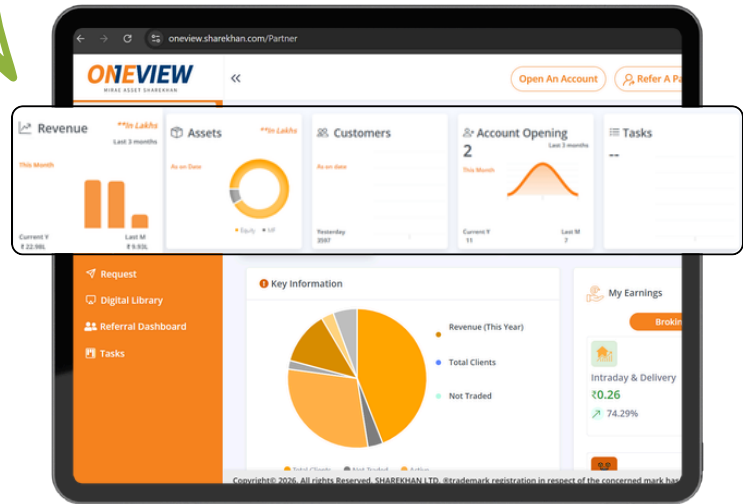 oneview.sharekhan.com/Partner
ONEVIEW
MIRAE ASSET SHAREKHAN
Open An Account
Refer A Pa
Revenue
**In Lakhs
Last 3 months
This Month
Current Y
Last M
₹ 22.98L
₹ 9.93L
Assets
**In Lakhs
As on Date
Equity
MF
Customers
As on date
Yesterday
3597
Account Opening
2
Last 3 months
This Month
Current Y
Last M
11
7
Tasks
--
Request
Digital Library
Referral Dashboard
Tasks
Key Information
Revenue (This Year)
Total Clients
Not Traded
Total Clients
Not Traded
Active
My Earnings
Brokin
Intraday & Delivery
₹0.26
74.29%
Copyright© 2026. All rights Reserved. SHAREKHAN LTD. ®trademark registration in respect of the concerned mark has